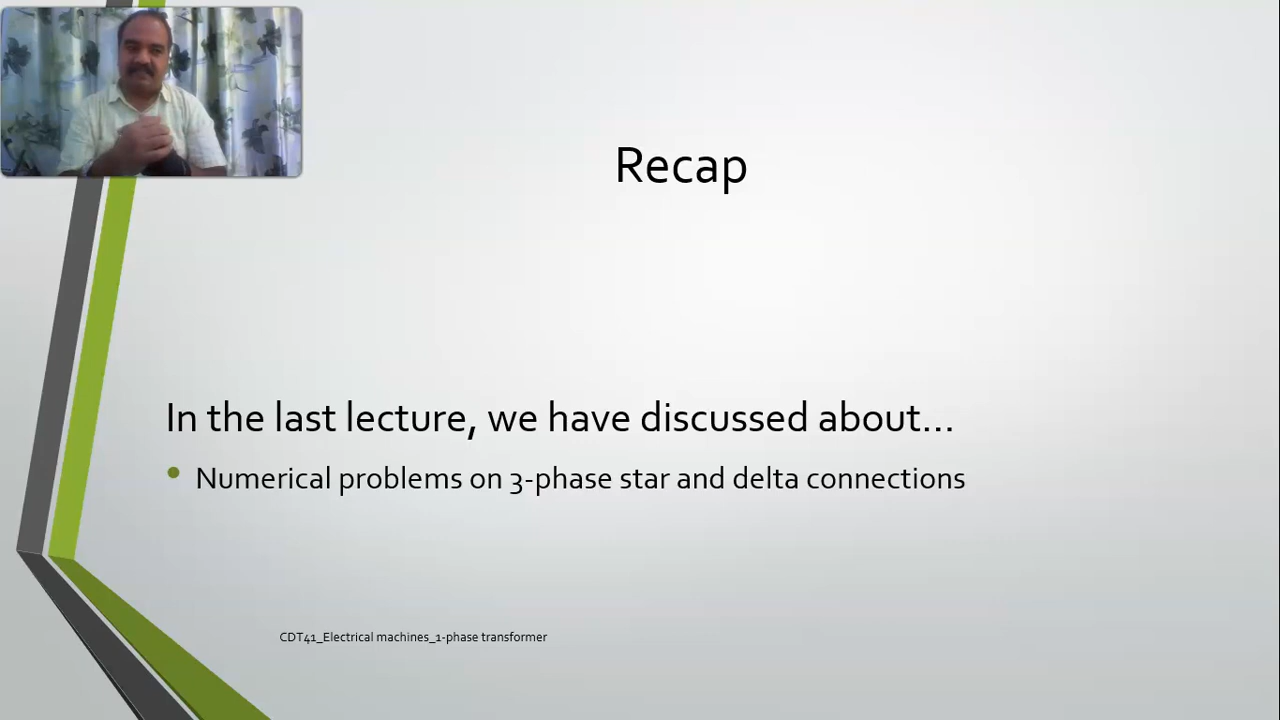 Recap
In the last lecture, we have discussed about...
• Numerical problems on 3-phase star and delta connections
CDT41_Electrical machines_1-phase transformer